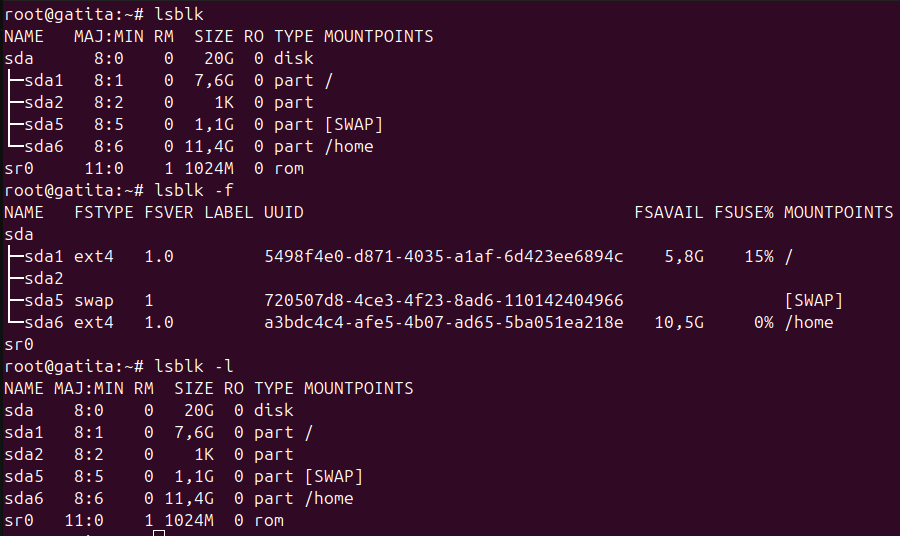 root@gatita:~# lsblk
NAME   MAJ:MIN RM  SIZE RO TYPE MOUNTPOINTS
sda      8:0    0   20G  0 disk
├─sda1   8:1    0  7,6G  0 part /
├─sda2   8:2    0    1K  0 part
├─sda5   8:5    0  1,1G  0 part [SWAP]
└─sda6   8:6    0 11,4G  0 part /home
sr0     11:0    1 1024M  0 rom
root@gatita:~# lsblk -f
NAME   FSTYPE FSVER LABEL UUID                                 FSAVAIL FSUSE% MOUNTPOINTS
sda
├─sda1 ext4   1.0         5498f4e0-d871-4035-a1af-6d423ee6894c    5,8G    15% /
├─sda2
├─sda5 swap   1           720507d8-4ce3-4f23-8ad6-110142404966                [SWAP]
└─sda6 ext4   1.0         a3bdc4c4-afe5-4b07-ad65-5ba051ea218e   10,5G     0% /home
sr0
root@gatita:~# lsblk -l
NAME MAJ:MIN RM  SIZE RO TYPE MOUNTPOINTS
sda    8:0    0   20G  0 disk
sda1   8:1    0  7,6G  0 part /
sda2   8:2    0    1K  0 part
sda5   8:5    0  1,1G  0 part [SWAP]
sda6   8:6    0 11,4G  0 part /home
sr0   11:0    1 1024M  0 rom